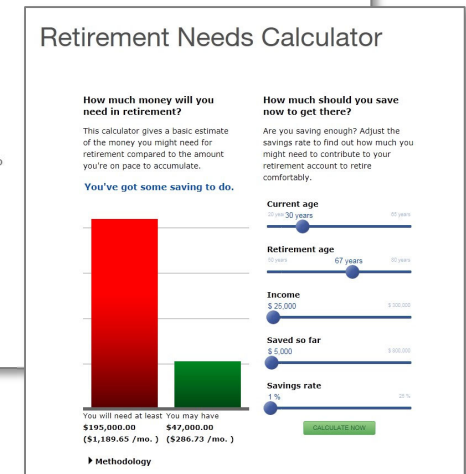 Retirement Needs Calculator
How much money will you
need in retirement?
This calculator gives a basic estimate
of the money you might need for
retirement compared to the amount
you're on pace to accumulate.
You've got some saving to do.
You will need at least
$195,000.00
($1,189.65 /mo. )
You may have
$47,000.00
($286.73 /mo. )
Methodology
How much should you save
now to get there?
Are you saving enough? Adjust the
savings rate to find out how much you
might need to contribute to your
retirement account to retire
comfortably.
Current age
30 years
Retirement age
67 years
Income
$ 25,000
Saved so far
$ 5,000
Savings rate
1 %
CALCULATE NOW